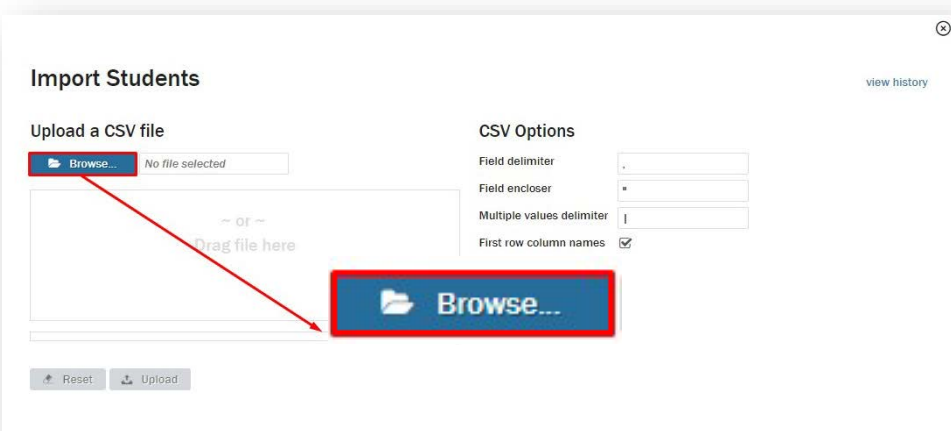 Import Students
view history
Upload a CSV file
Browse...
No file selected
~ or ~
Drag file here
CSV Options
Field delimiter ,
Field encloser "
Multiple values delimiter |
First row column names
Browse...
Reset
Upload